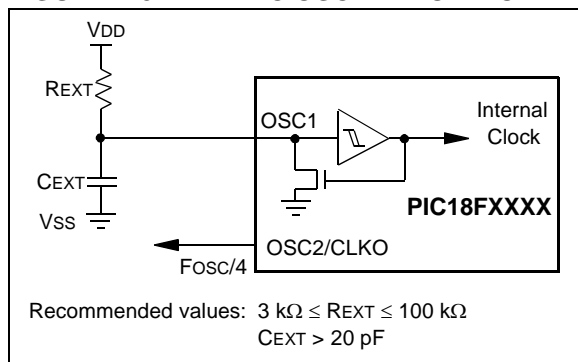 VDD
REXT
OSC1
Internal
Clock
CEXT
PIC18FXXXX
VSS
OSC2/CLKO
FOSC/4
Recommended values: 3 kΩ ≤ REXT ≤ 100 kΩ
CEXT > 20 pF